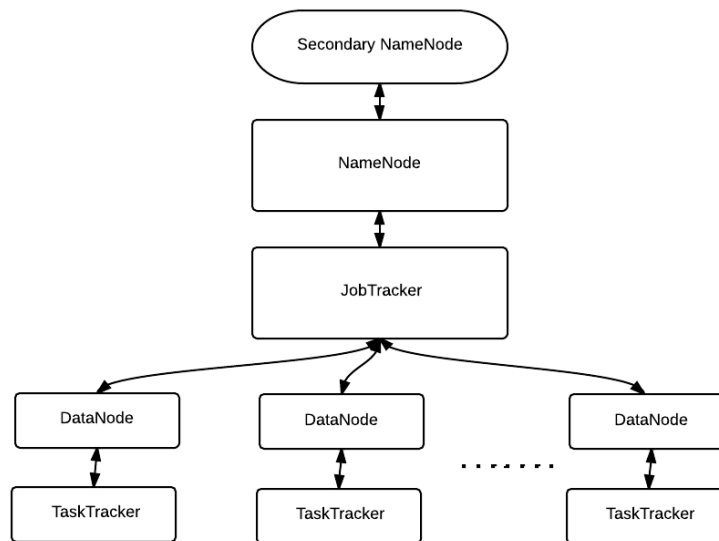 Secondary NameNode
NameNode
JobTracker
DataNode
DataNode
DataNode
TaskTracker
TaskTracker
TaskTracker